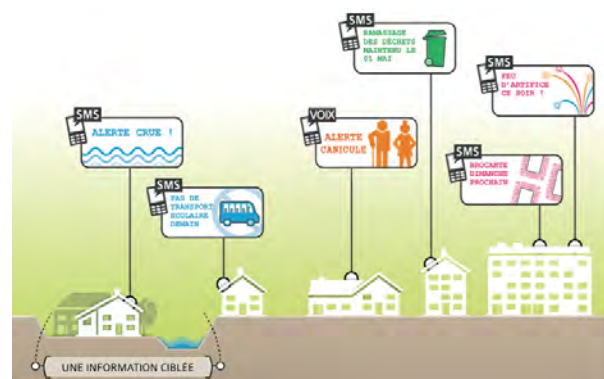 SMS
RAMASSAGE
DES DÉCRETS
MAINTENU LE
01 MAI
SMS
FEU
D'ARTIFICE
CE SOIR !
SMS
ALERTE CRUE !
VOIX
ALERTE
CANICULE
SMS
BROCANTE
DIMANCHE
PROCHAIN
SMS
PAS DE
TRANSPORT
SCOLAIRE
DEMAIN
UNE INFORMATION CIBLÉE